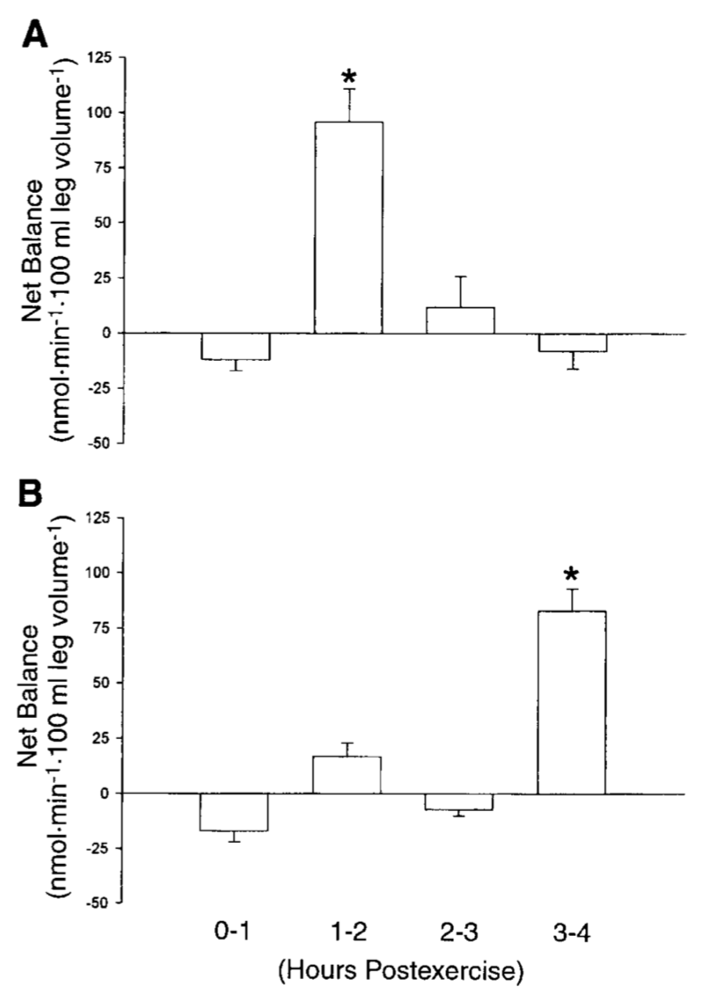 A
125
100
75
50
25
0
-25
-50
Net Balance
(nmol·min⁻¹·100 ml leg volume⁻¹)
*
B
125
100
75
50
25
0
-25
-50
Net Balance
(nmol·min⁻¹·100 ml leg volume⁻¹)
*
0-1 1-2 2-3 3-4
(Hours Postexercise)